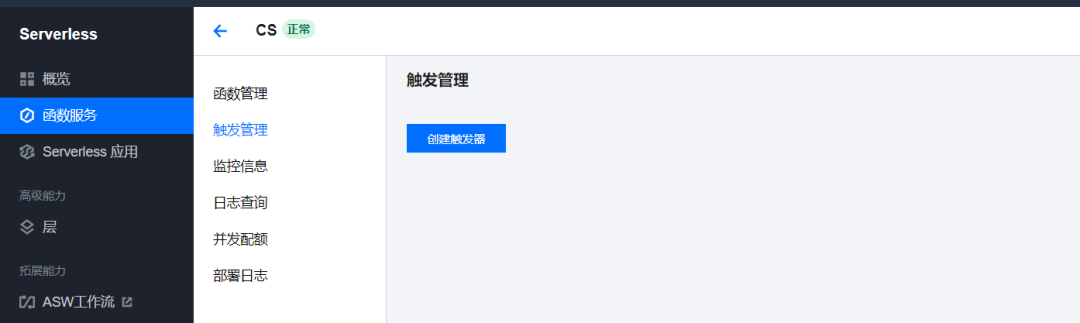 Serverless
概览
函数服务
Serverless 应用
高级能力
层
拓展能力
ASW工作流
CS 正常
函数管理
触发管理
监控信息
日志查询
并发配额
部署日志
触发管理
创建触发器